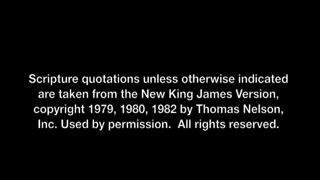 Scripture quotations unless otherwise indicated
are taken from the New King James Version,
copyright 1979, 1980, 1982 by Thomas Nelson,
Inc. Used by permission.  All rights reserved.